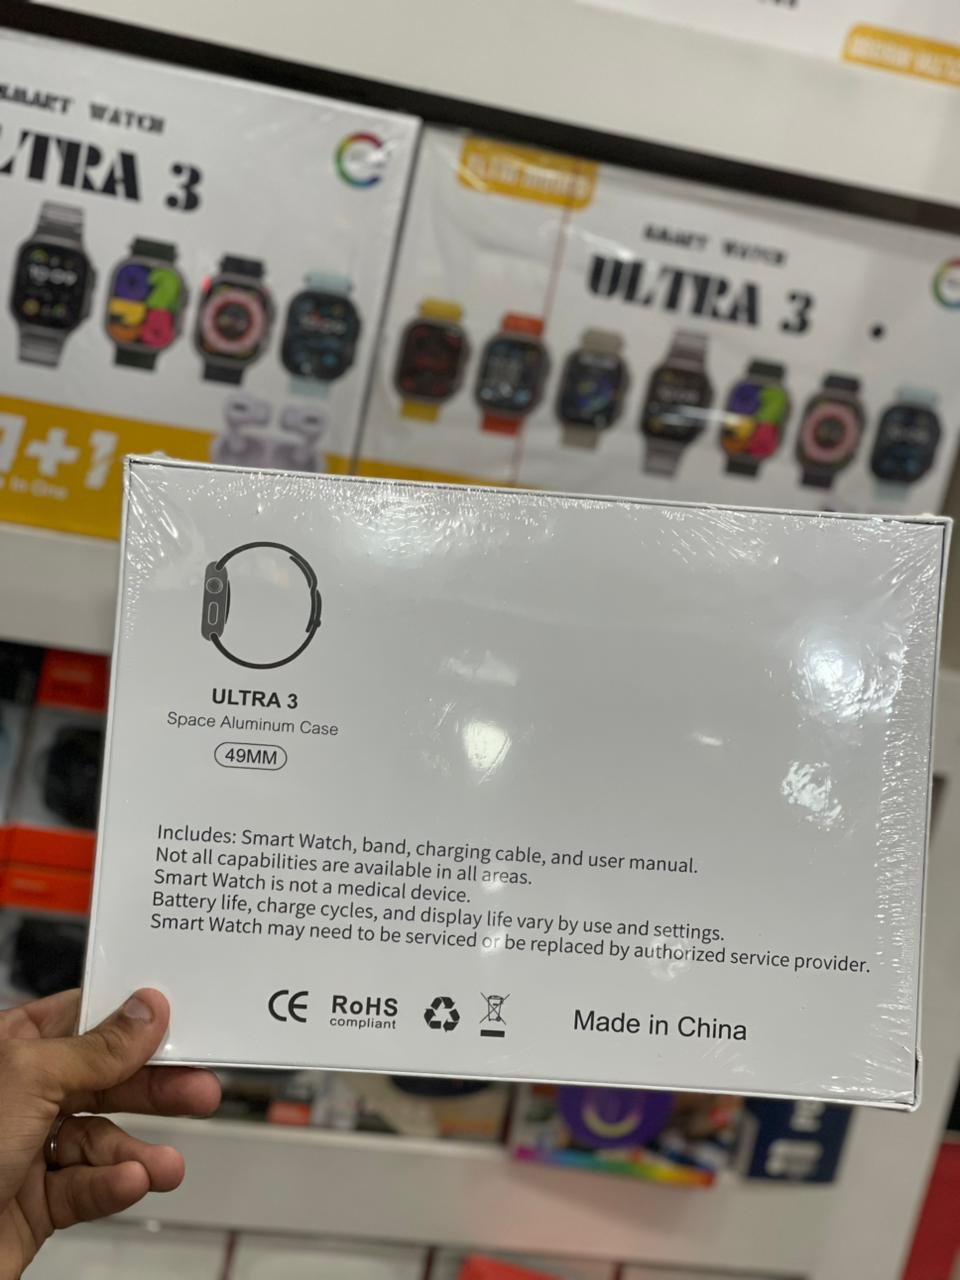 SMART WATCH
ULTRA 3
1+1
SMART WATCH
ULTRA 3
ULTRA 3
Space Aluminum Case
49MM
Includes: Smart Watch, band, charging cable, and user manual.
Not all capabilities are available in all areas.
Smart Watch is not a medical device.
Battery life, charge cycles, and display life vary by use and settings.
Smart Watch may need to be serviced or be replaced by authorized service provider.
CE
RoHS
compliant
Made in China